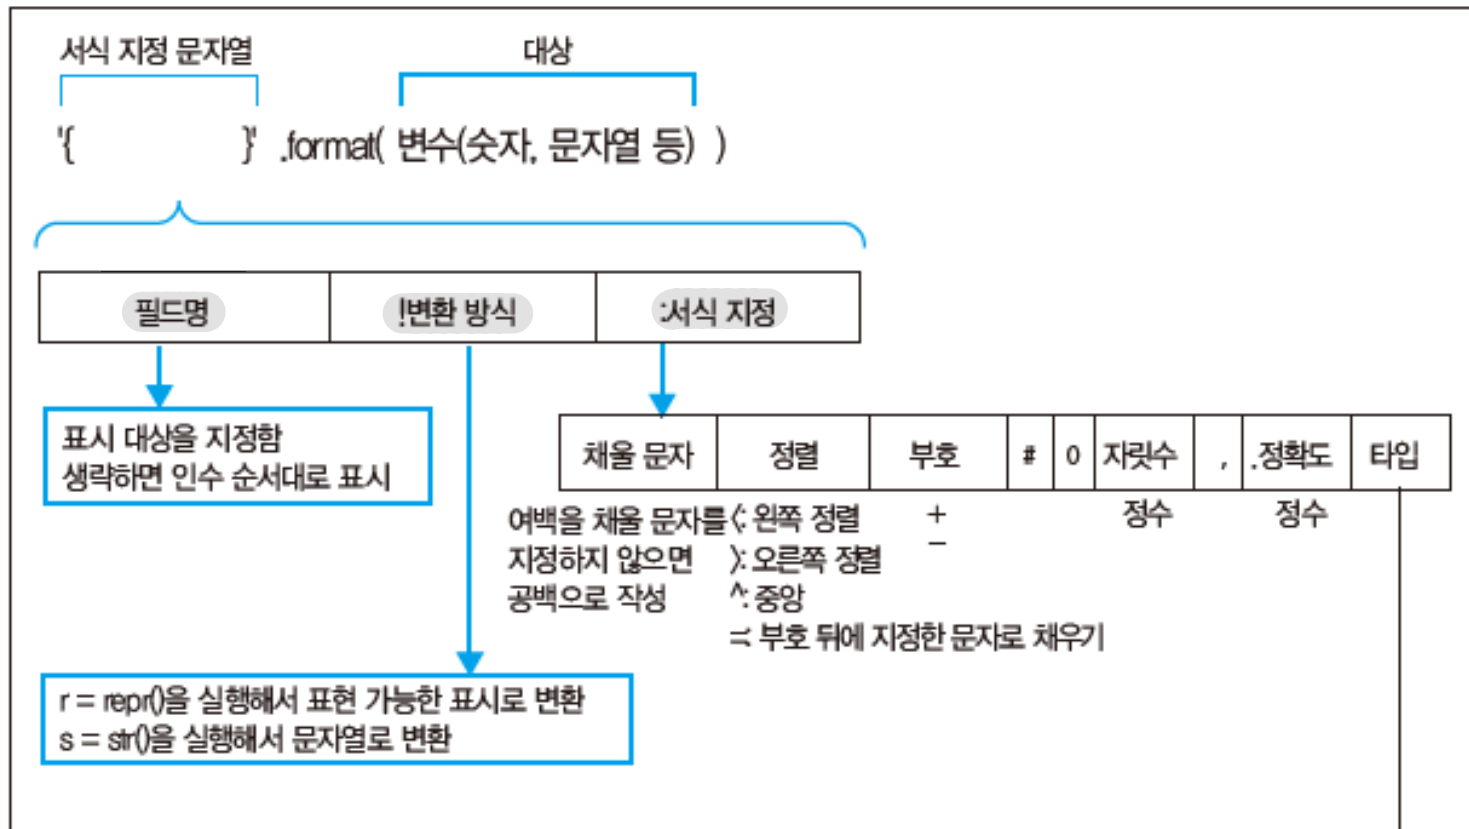 서식 지정 문자열 대상
'{ }' .format( 변수(숫자, 문자열 등) )
필드명 !변환 방식 :서식 지정
표시 대상을 지정함
생략하면 인수 순서대로 표시
채울 문자 정렬 부호 # 0 자릿수 , .정확도 타입
여백을 채울 문자를
지정하지 않으면
공백으로 작성
<: 왼쪽 정렬
>: 오른쪽 정렬
^: 중앙
=: 부호 뒤에 지정한 문자로 채우기
+
−
정수
정수
r = repr()을 실행해서 표현 가능한 표시로 변환
s = str()을 실행해서 문자열로 변환